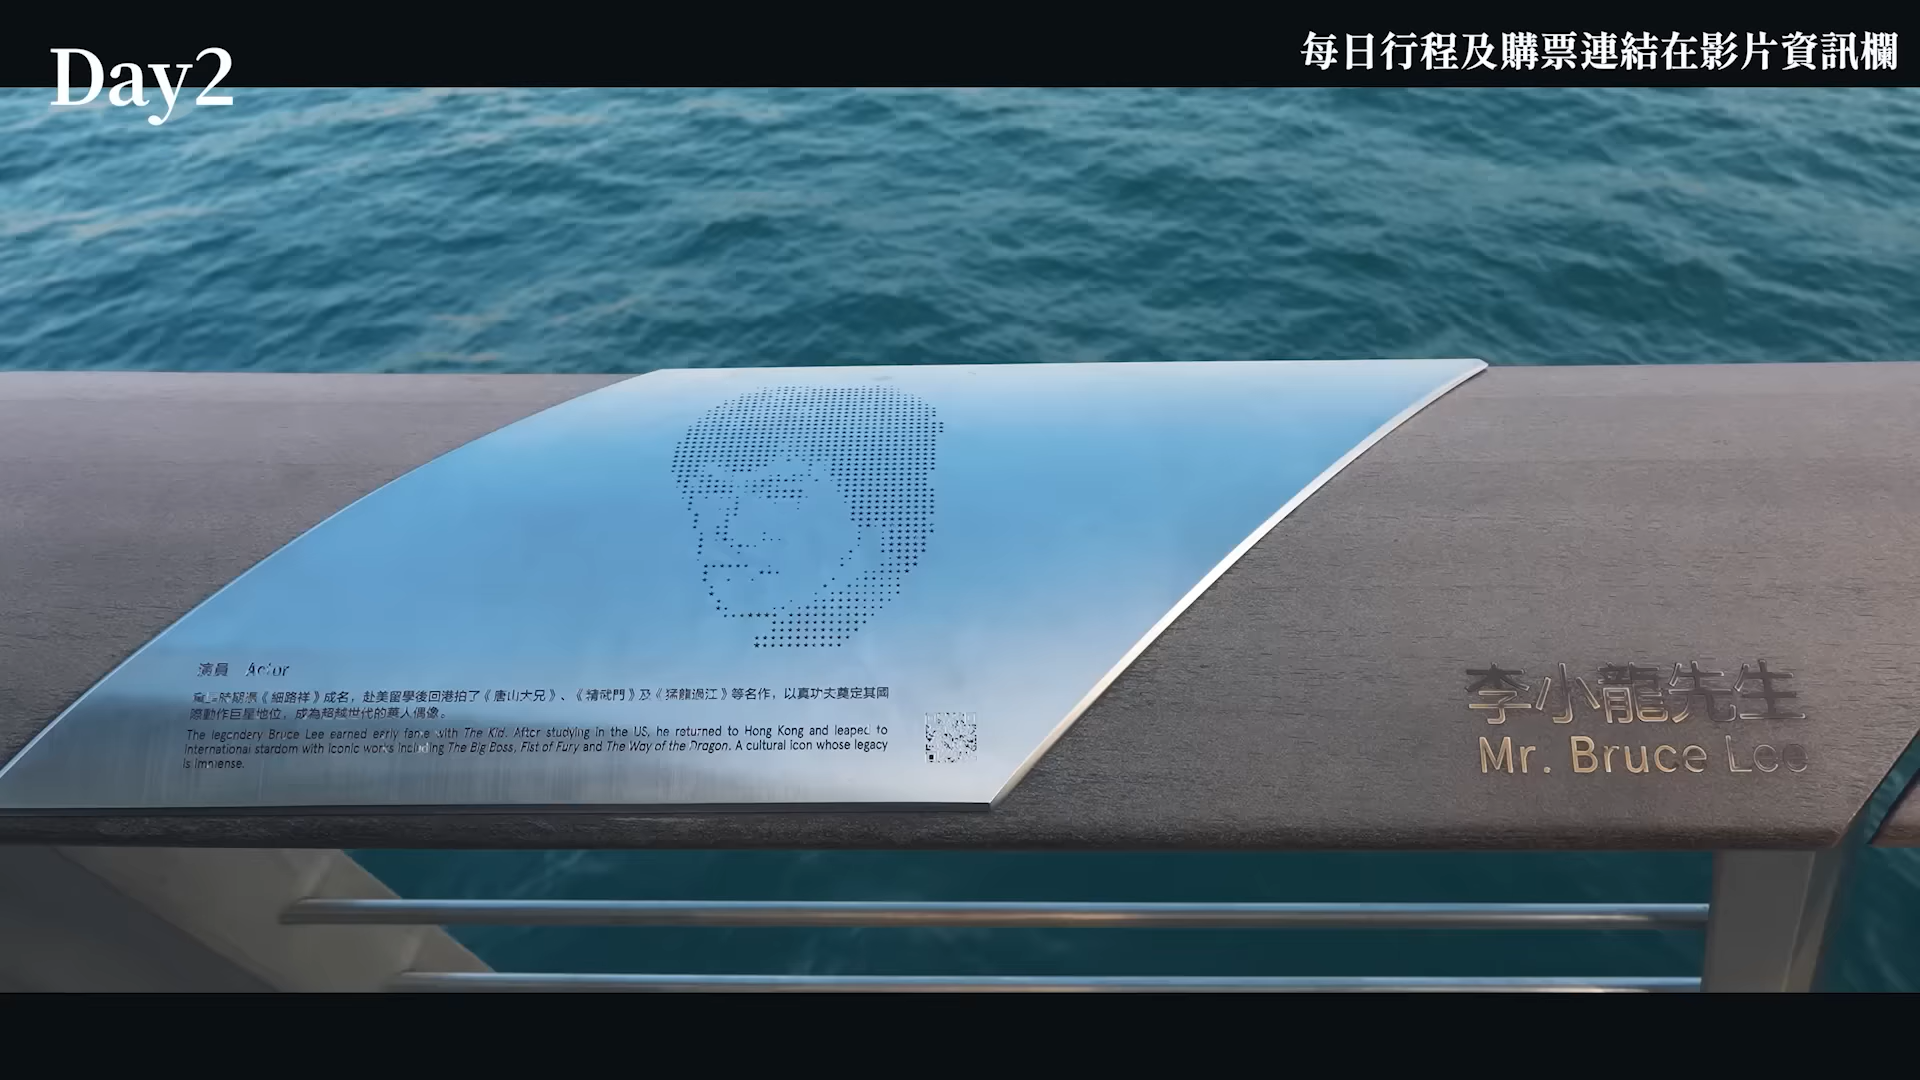 Day2
每日行程及購票連結在影片資訊欄
演員 Actor
時期憑《細路祥》成名，赴美留學後回港拍了《唐山大兄》、《精武門》及《猛龍過江》等名作，以真功夫奠定其國
際動作巨星地位，成為超越世代的華人偶像。
The legendary Bruce Lee earned early fame with The Kid. After studying in the US, he returned to Hong Kong and leaped to
international stardom with iconic works including The Big Boss, Fist of Fury and The Way of the Dragon. A cultural icon whose legacy
is immense.
李小龍先生
Mr. Bruce Lee